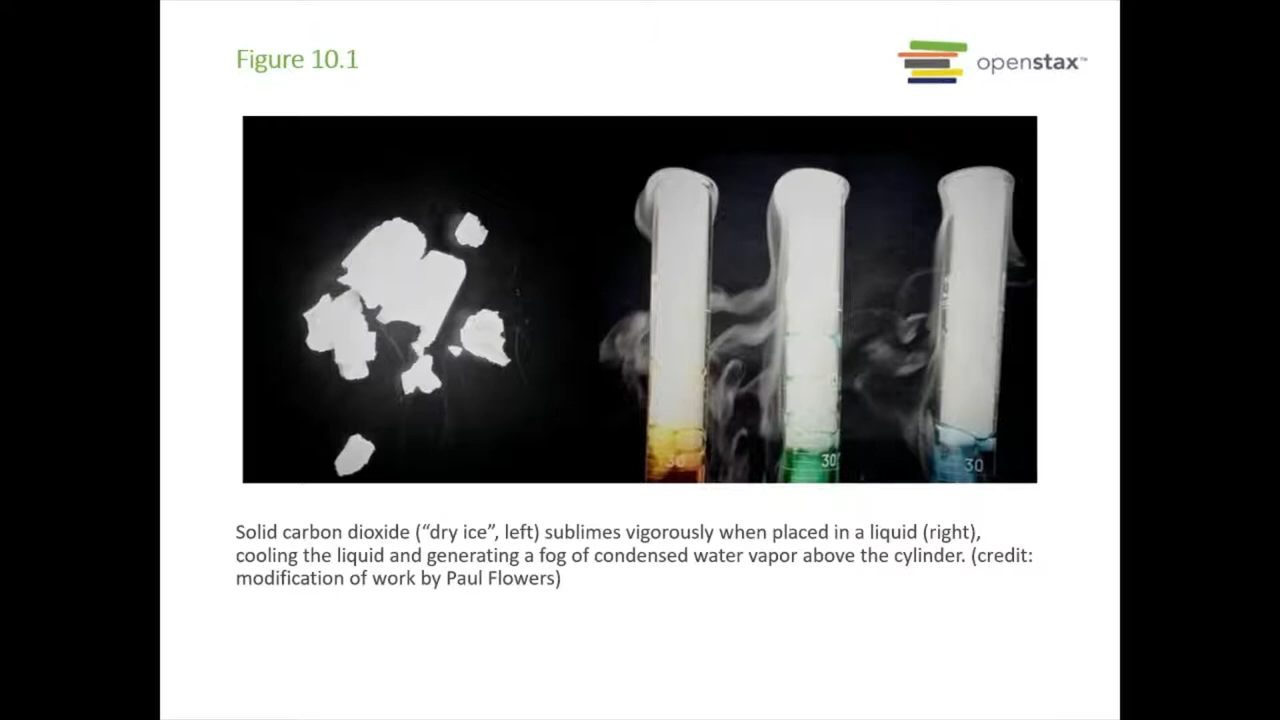 Figure 10.1
openstax™
30
30
30
Solid carbon dioxide (“dry ice”, left) sublimes vigorously when placed in a liquid (right),
cooling the liquid and generating a fog of condensed water vapor above the cylinder. (credit:
modification of work by Paul Flowers)